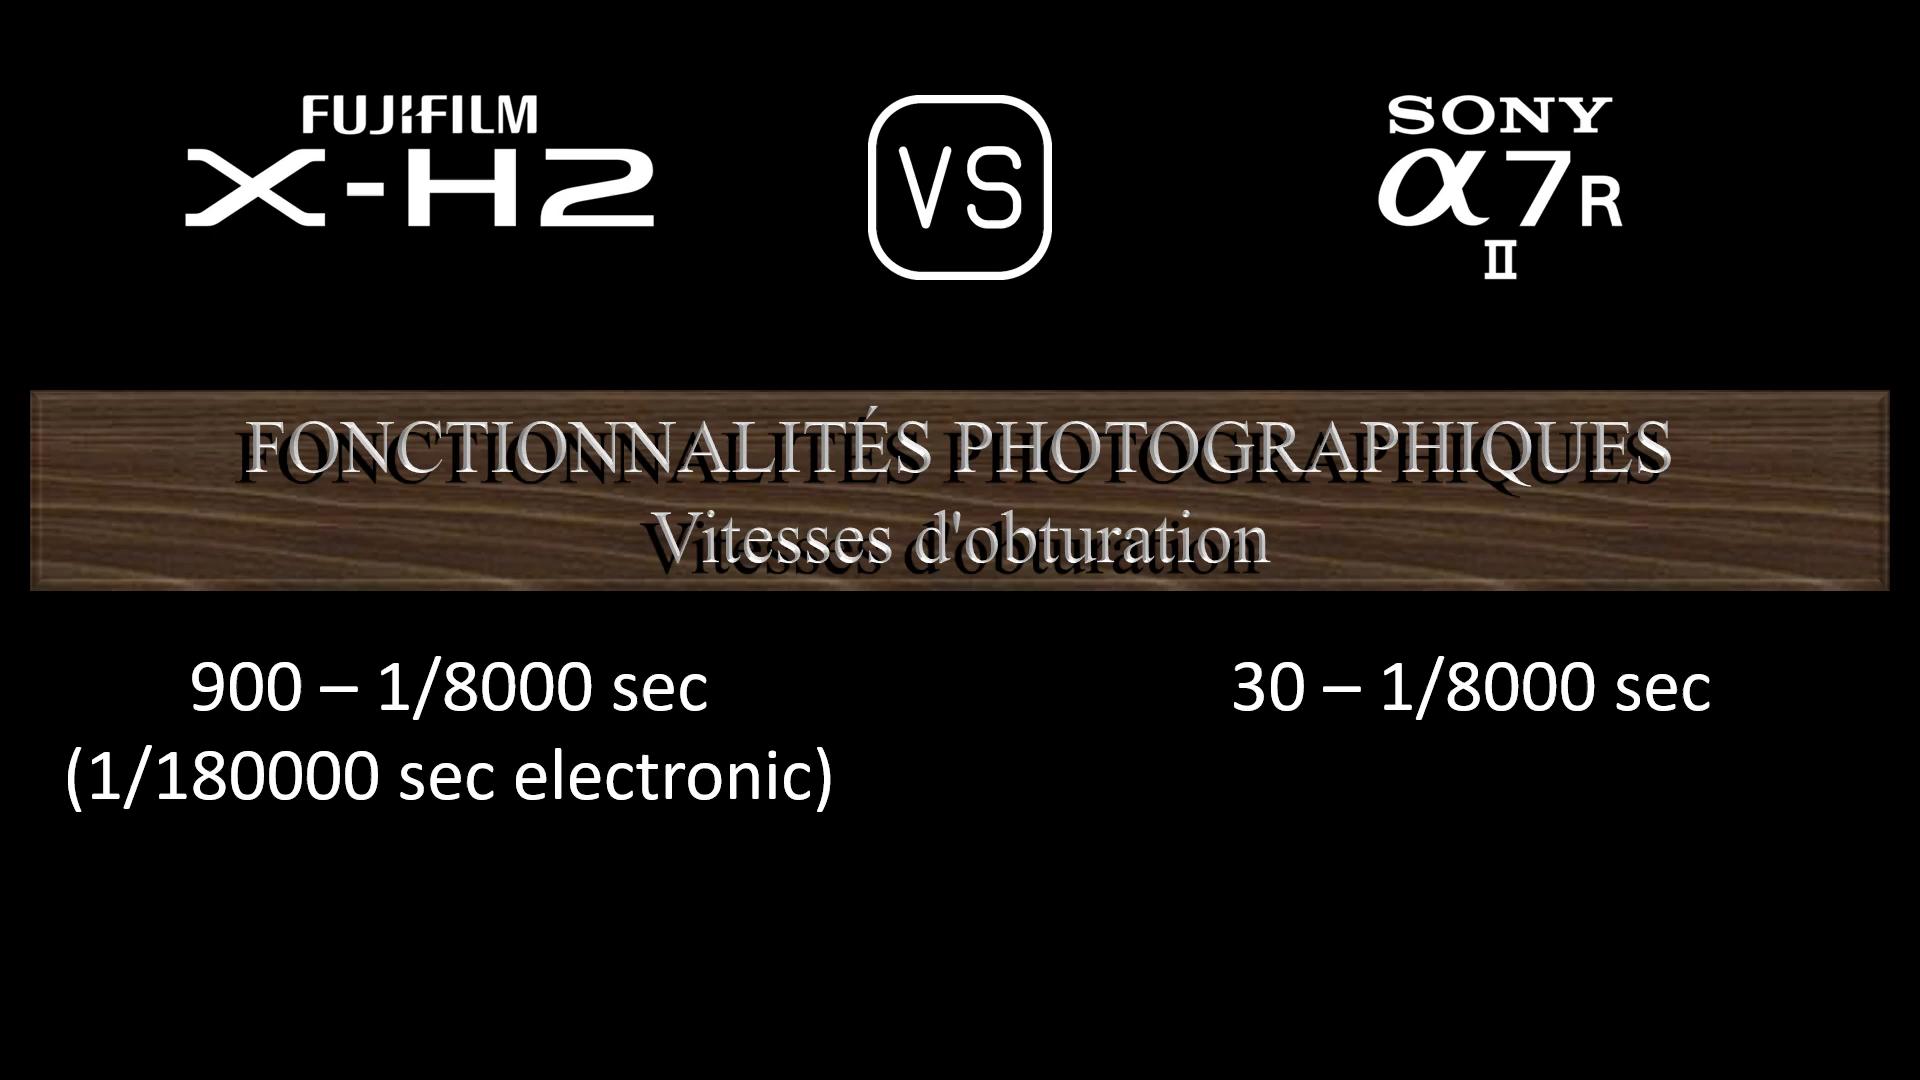 FUJIFILM
X-H2
VS
SONY
α7R
II
FONCTIONNALITÉS PHOTOGRAPHIQUES
Vitesses d'obturation
900 – 1/8000 sec
(1/180000 sec electronic)
30 – 1/8000 sec